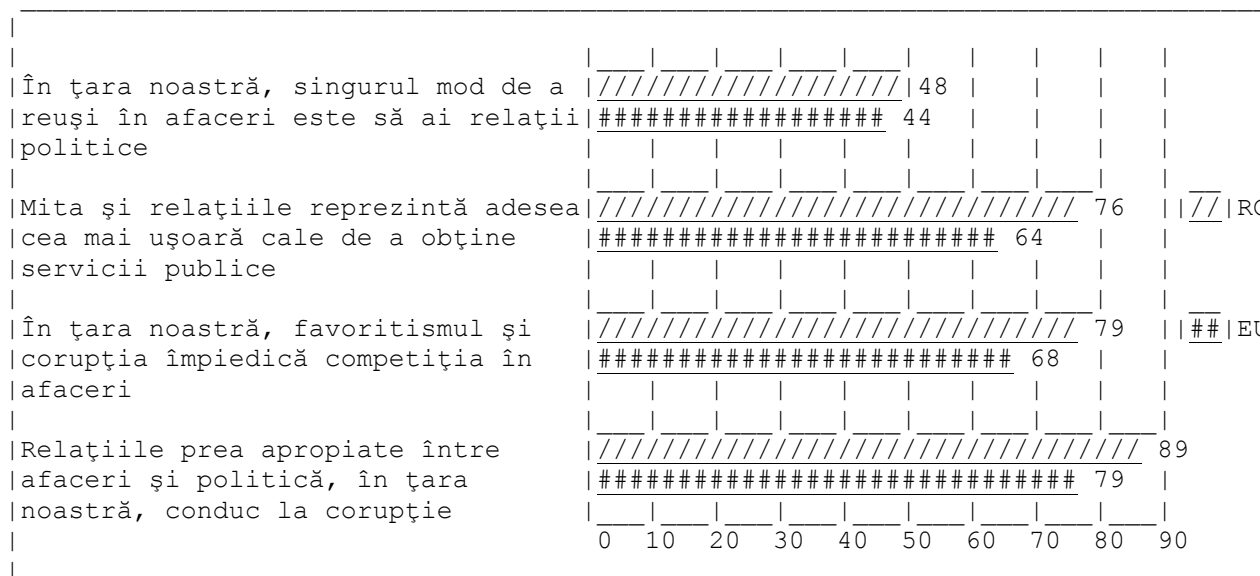 În ţara noastră, singurul mod de a
reuşi în afaceri este să ai relaţii
politice
48
44
Mita şi relaţiile reprezintă adesea
cea mai uşoară cale de a obţine
servicii publice
76
64
// RO
În ţara noastră, favoritismul şi
corupţia împiedică competiţia în
afaceri
79
68
## EU
Relaţiile prea apropiate între
afaceri şi politică, în ţara
noastră, conduc la corupţie
89
79
0 10 20 30 40 50 60 70 80 90